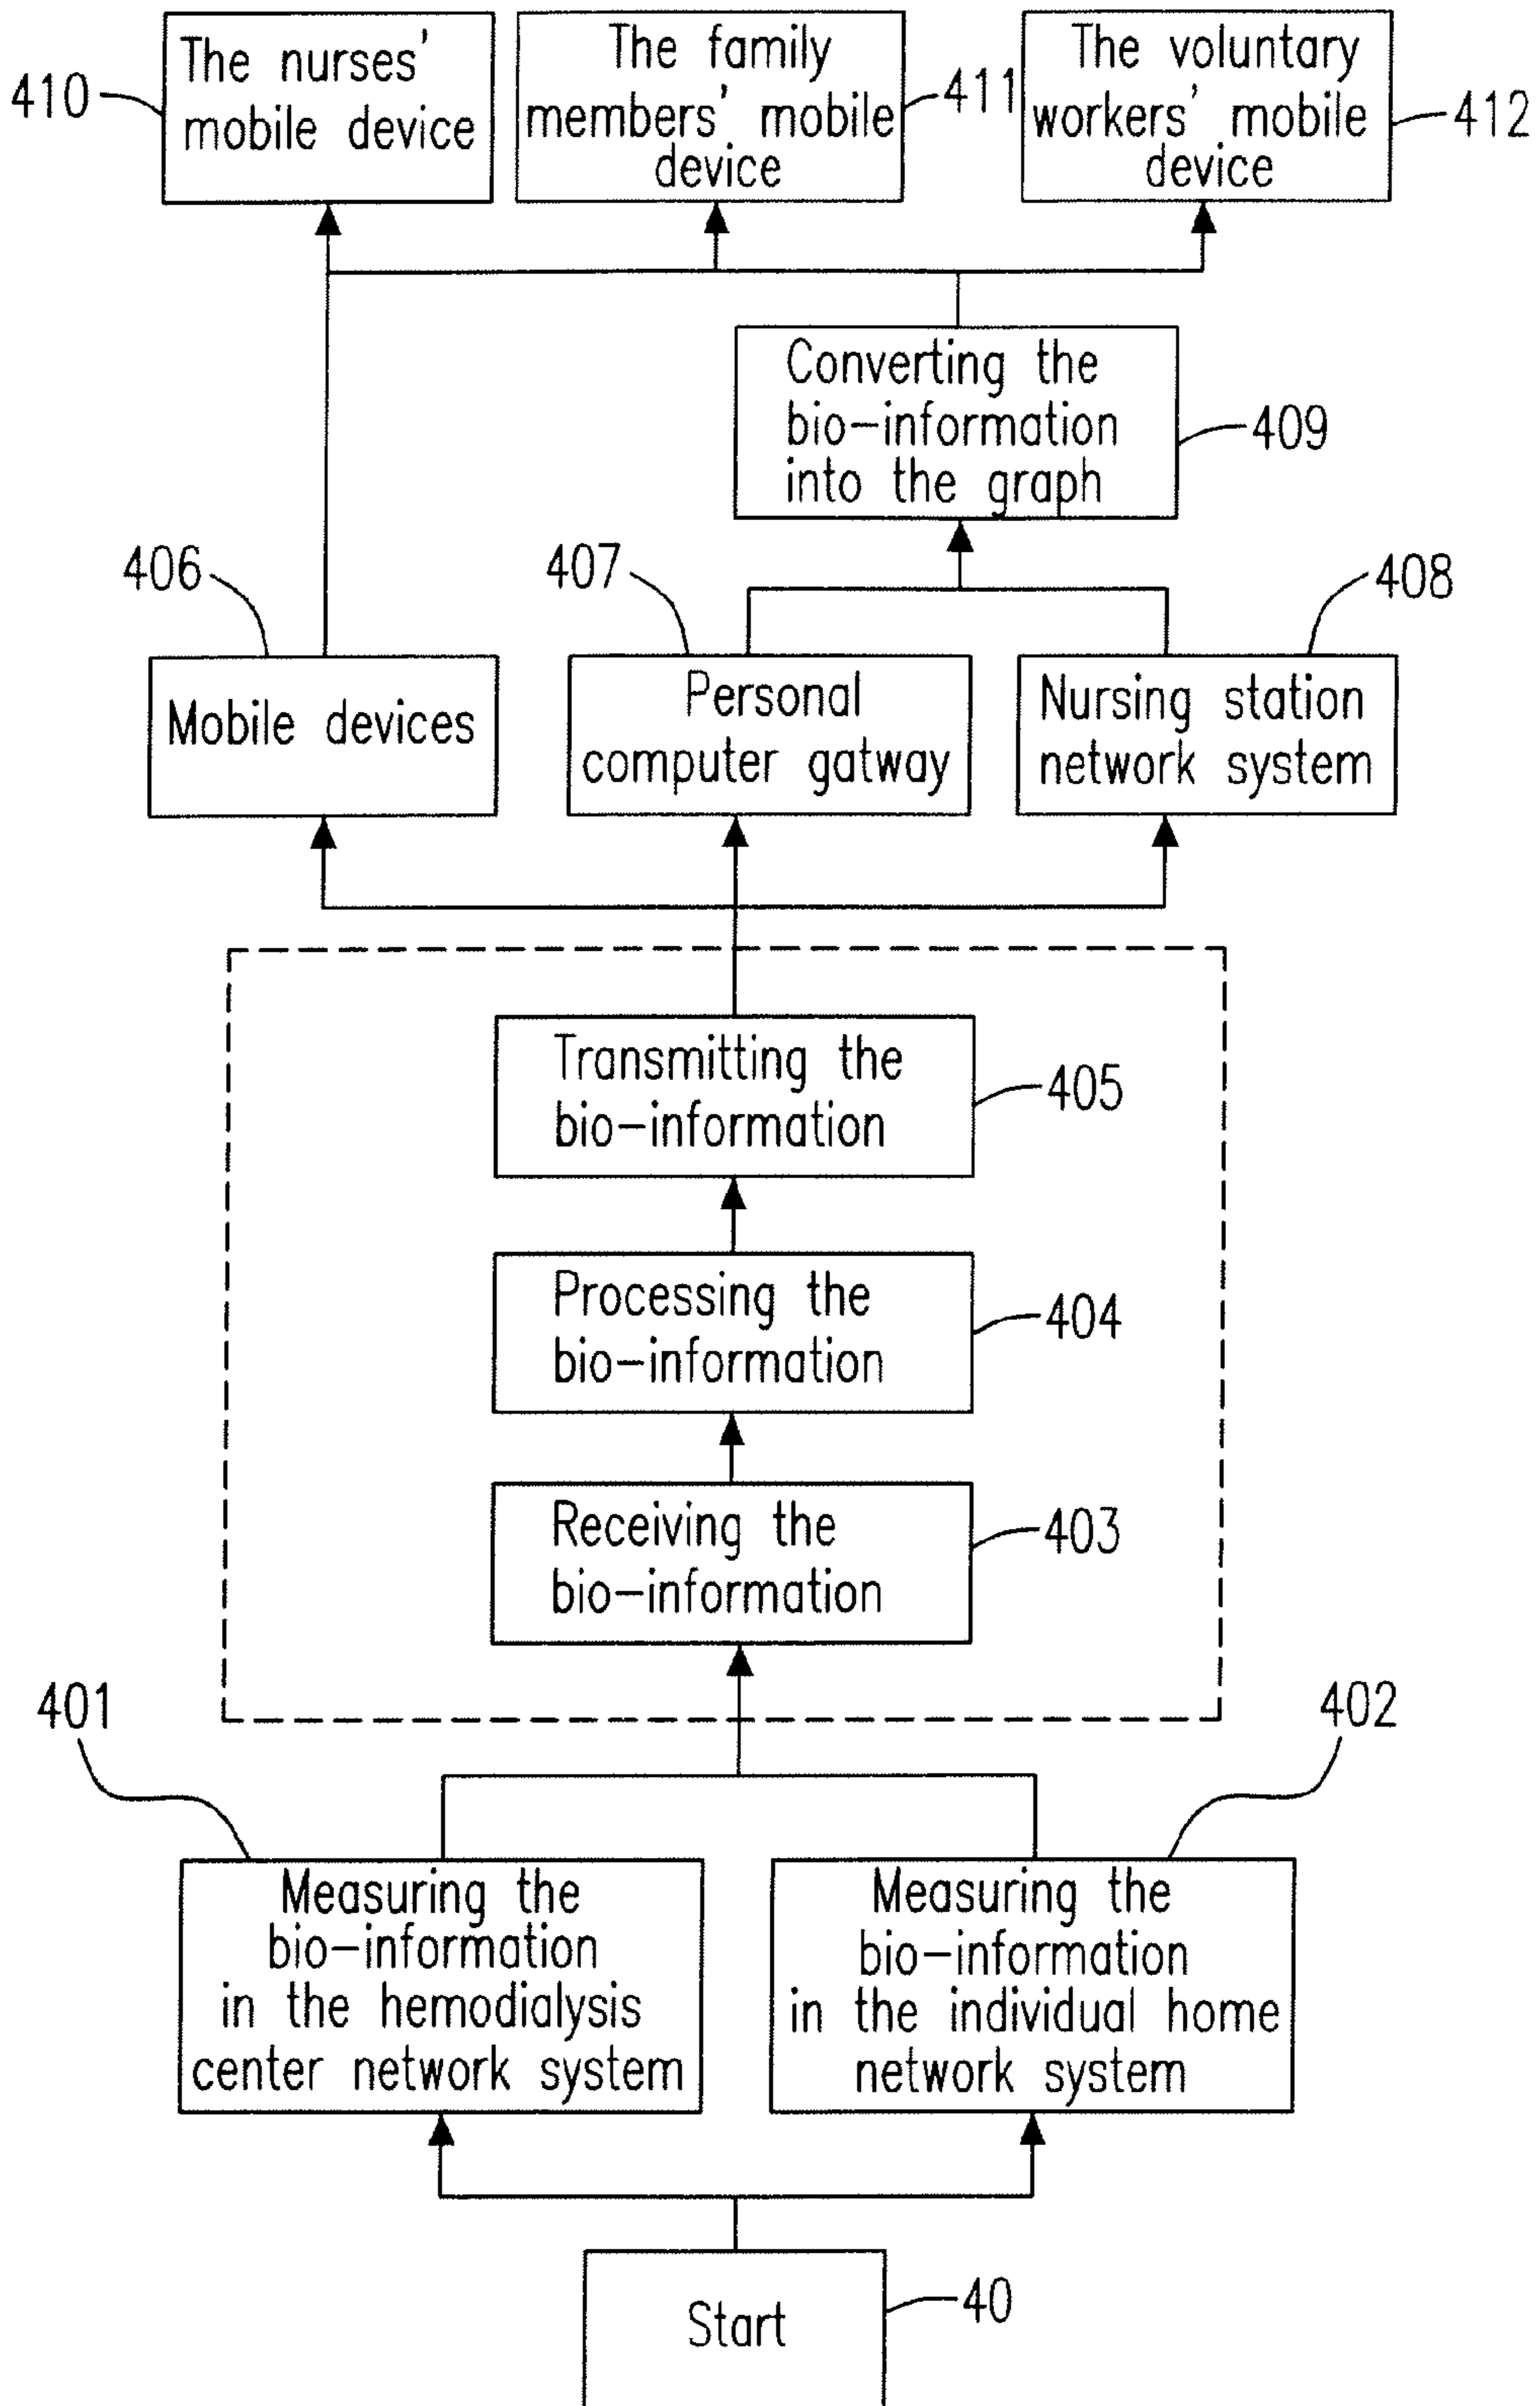 The nurses'
mobile device
410
The family
members' mobile
device
411
The voluntary
workers' mobile
device
412
Converting the
bio-information
into the graph
409
406
Mobile devices
407
Personal
computer gatway
408
Nursing station
network system
Transmitting the
bio-information
405
Processing the
bio-information
404
Receiving the
bio-information
403
401
Measuring the
bio-information
in the hemodialysis
center network system
402
Measuring the
bio-information
in the individual home
network system
Start
40